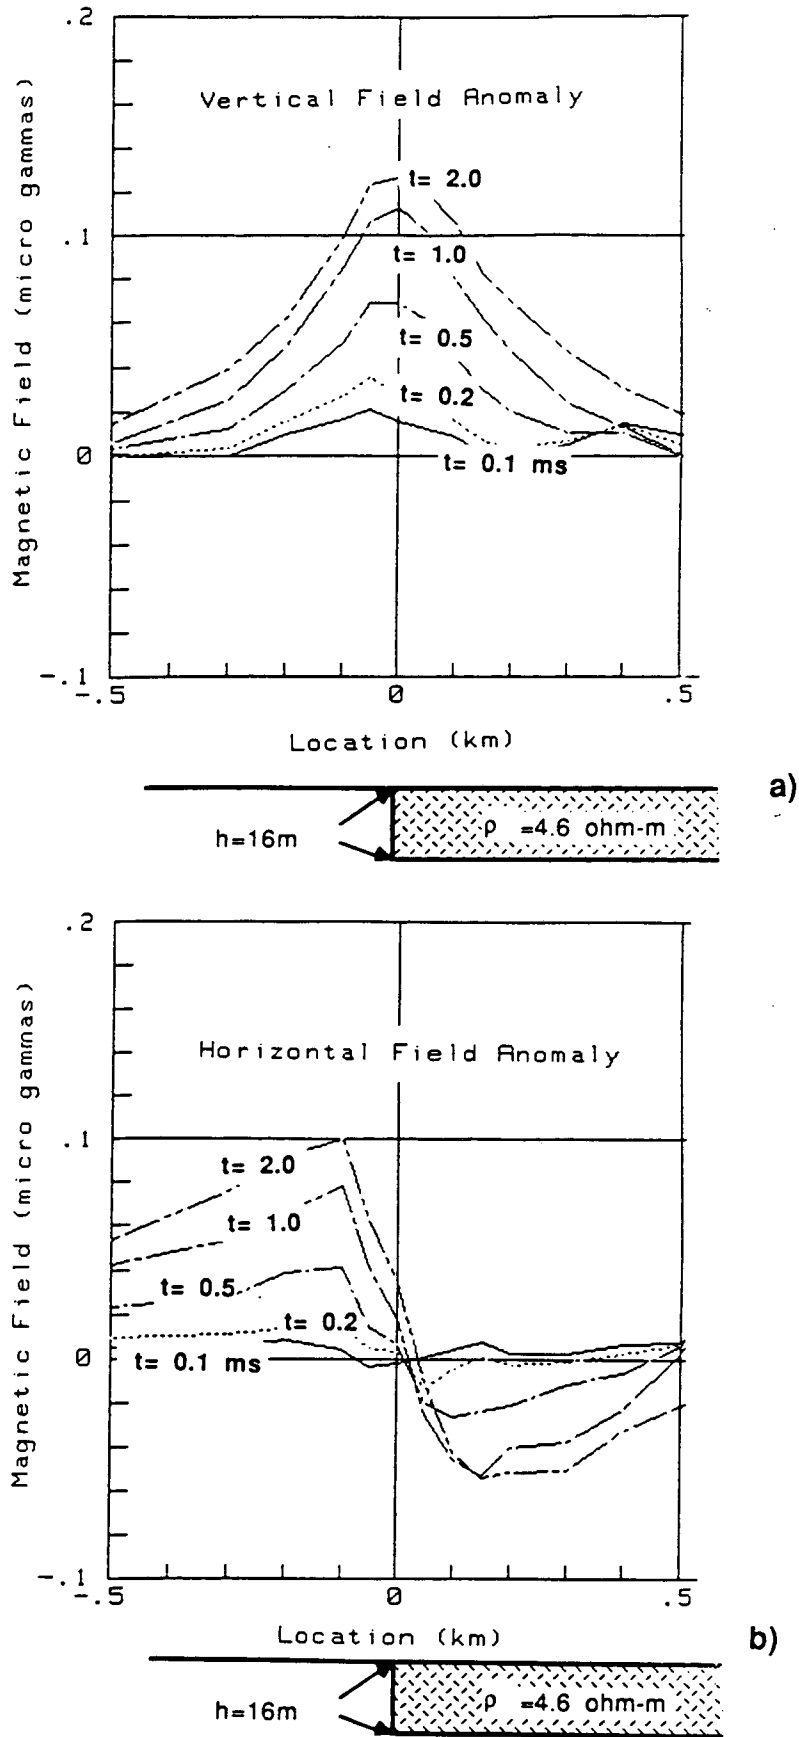 .2
Vertical Field Anomaly
t= 2.0
.1
t= 1.0
t= 0.5
t= 0.2
0
t= 0.1 ms
-.1
-.5
0
.5
Magnetic Field (micro gammas)
Location (km)
a)
h=16m
ρ =4.6 ohm-m
.2
Horizontal Field Anomaly
.1
t= 2.0
t= 1.0
t= 0.5
t= 0.2
0
t= 0.1 ms
-.1
-.5
0
.5
Magnetic Field (micro gammas)
Location (km)
b)
h=16m
ρ =4.6 ohm-m